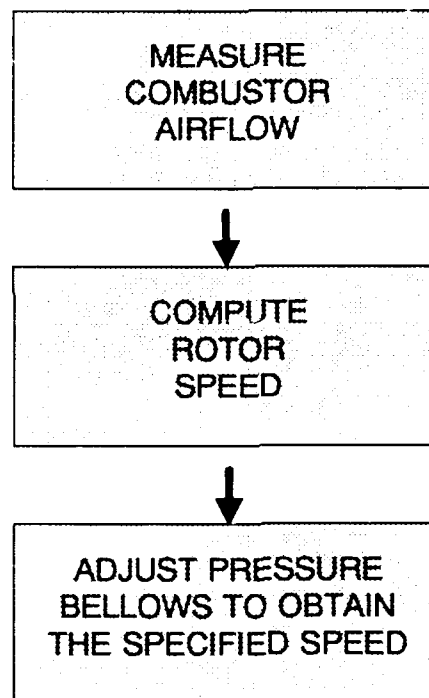 MEASURE
COMBUSTOR
AIRFLOW
COMPUTE
ROTOR
SPEED
ADJUST PRESSURE
BELLOWS TO OBTAIN
THE SPECIFIED SPEED